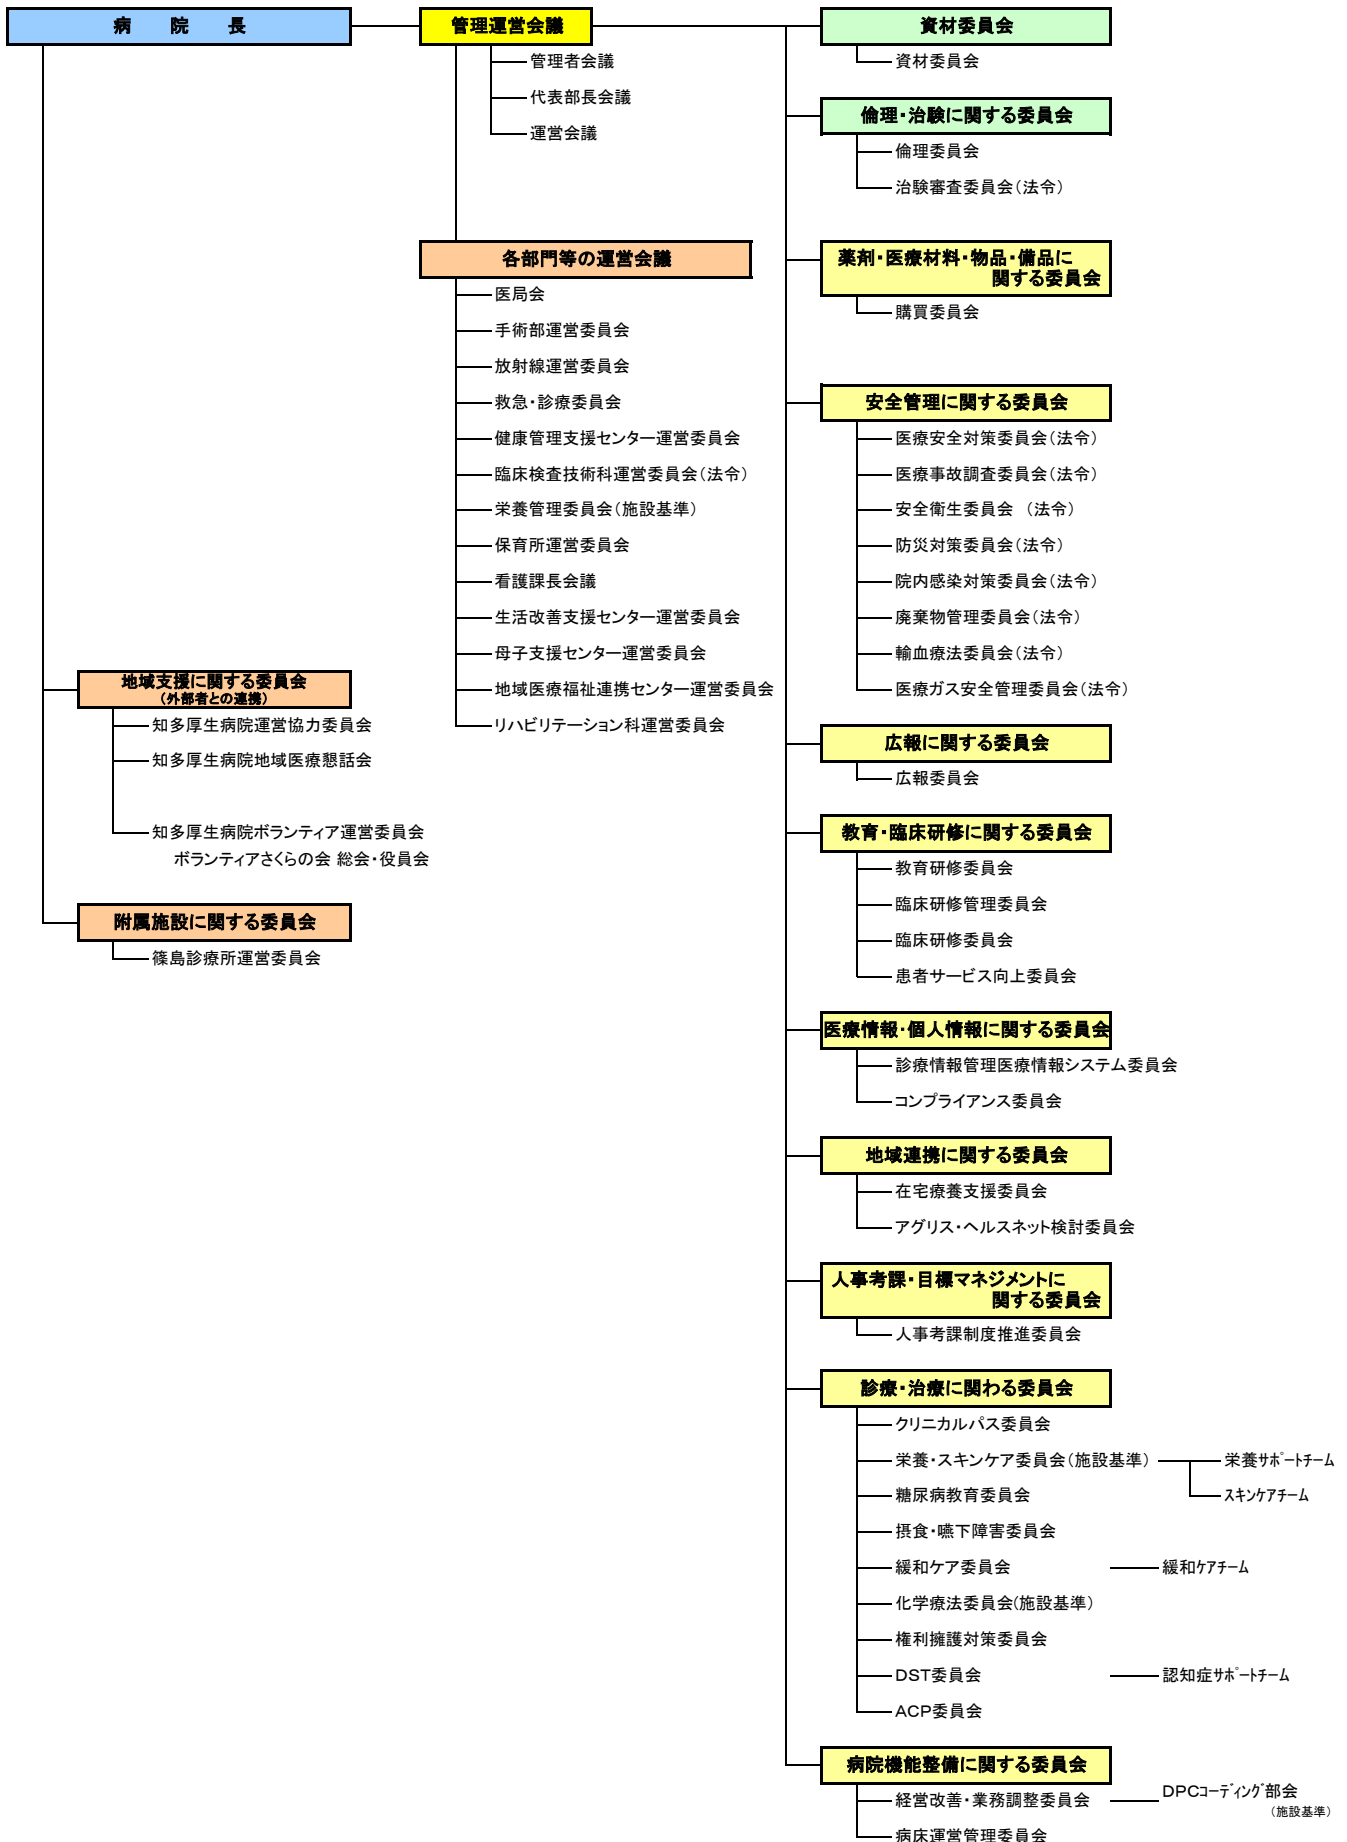 病　院　長
管理運営会議
管理者会議
代表部長会議
運営会議
各部門等の運営会議
医局会
手術部運営委員会
放射線運営委員会
救急・診療委員会
健康管理支援センター運営委員会
臨床検査技術科運営委員会（法令）
栄養管理委員会（施設基準）
保育所運営委員会
看護課長会議
生活改善支援センター運営委員会
母子支援センター運営委員会
地域医療福祉連携センター運営委員会
リハビリテーション科運営委員会
地域支援に関する委員会
（外部者との連携）
知多厚生病院運営協力委員会
知多厚生病院地域医療懇話会
知多厚生病院ボランティア運営委員会
ボランティアさくらの会 総会・役員会
附属施設に関する委員会
篠島診療所運営委員会
資材委員会
資材委員会
倫理・治験に関する委員会
倫理委員会
治験審査委員会（法令）
薬剤・医療材料・物品・備品に
関する委員会
購買委員会
安全管理に関する委員会
医療安全対策委員会（法令）
医療事故調査委員会（法令）
安全衛生委員会　（法令）
防災対策委員会（法令）
院内感染対策委員会（法令）
廃棄物管理委員会（法令）
輸血療法委員会（法令）
医療ガス安全管理委員会（法令）
広報に関する委員会
広報委員会
教育・臨床研修に関する委員会
教育研修委員会
臨床研修管理委員会
臨床研修委員会
患者サービス向上委員会
医療情報・個人情報に関する委員会
診療情報管理医療情報システム委員会
コンプライアンス委員会
地域連携に関する委員会
在宅療養支援委員会
アグリス・ヘルスネット検討委員会
人事考課・目標マネジメントに
関する委員会
人事考課制度推進委員会
診療・治療に関わる委員会
クリニカルパス委員会
栄養・スキンケア委員会（施設基準）
栄養ｻﾎﾟｰﾄﾁｰﾑ
ｽｷﾝｹｱﾁｰﾑ
糖尿病教育委員会
摂食・嚥下障害委員会
緩和ケア委員会
緩和ｹｱﾁｰﾑ
化学療法委員会(施設基準）
権利擁護対策委員会
DST委員会
認知症ｻﾎﾟｰﾄﾁｰﾑ
ACP委員会
病院機能整備に関する委員会
経営改善・業務調整委員会
DPCｺｰﾃﾞｨﾝｸﾞ部会
（施設基準）
病床運営管理委員会